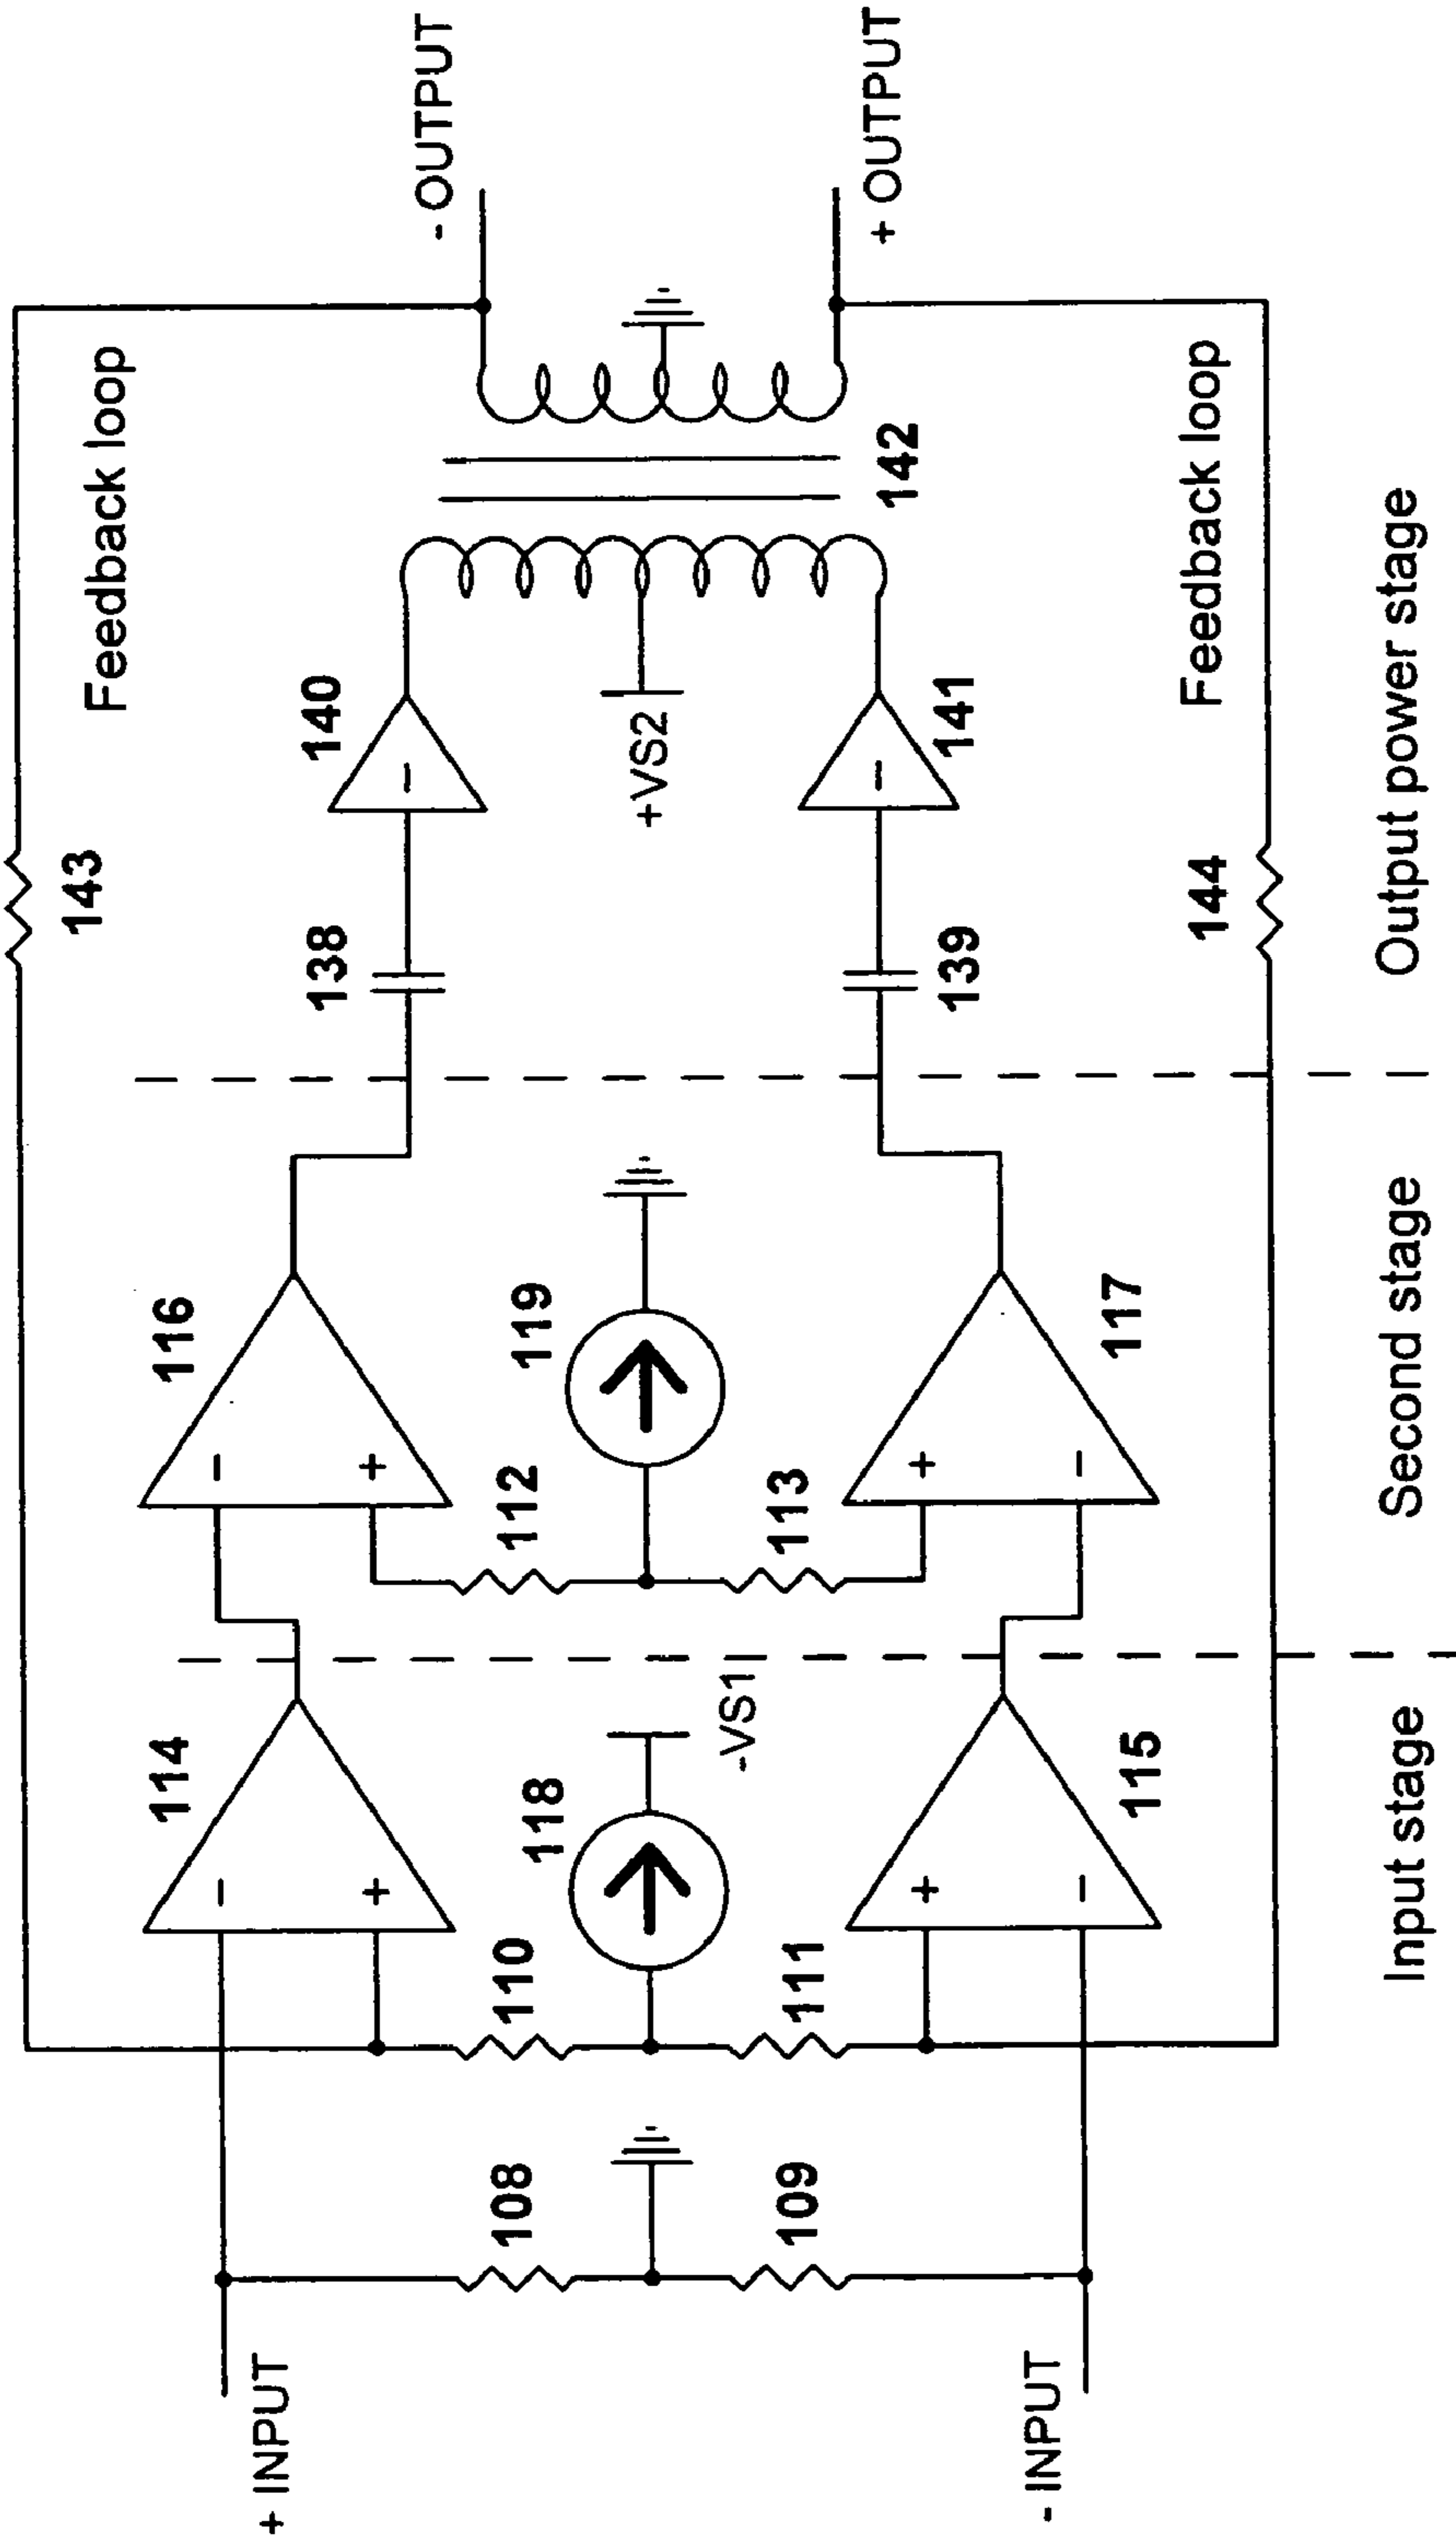 Feedback loop
143
- OUTPUT
116
138
140
114
112
119
+VS2
142
110
118
-VS1
108
+ INPUT
109
111
113
117
139
141
+ OUTPUT
115
- INPUT
144
Feedback loop
Input stage
Second stage
Output power stage
-
+
-
+
-
+
-
+
-
-